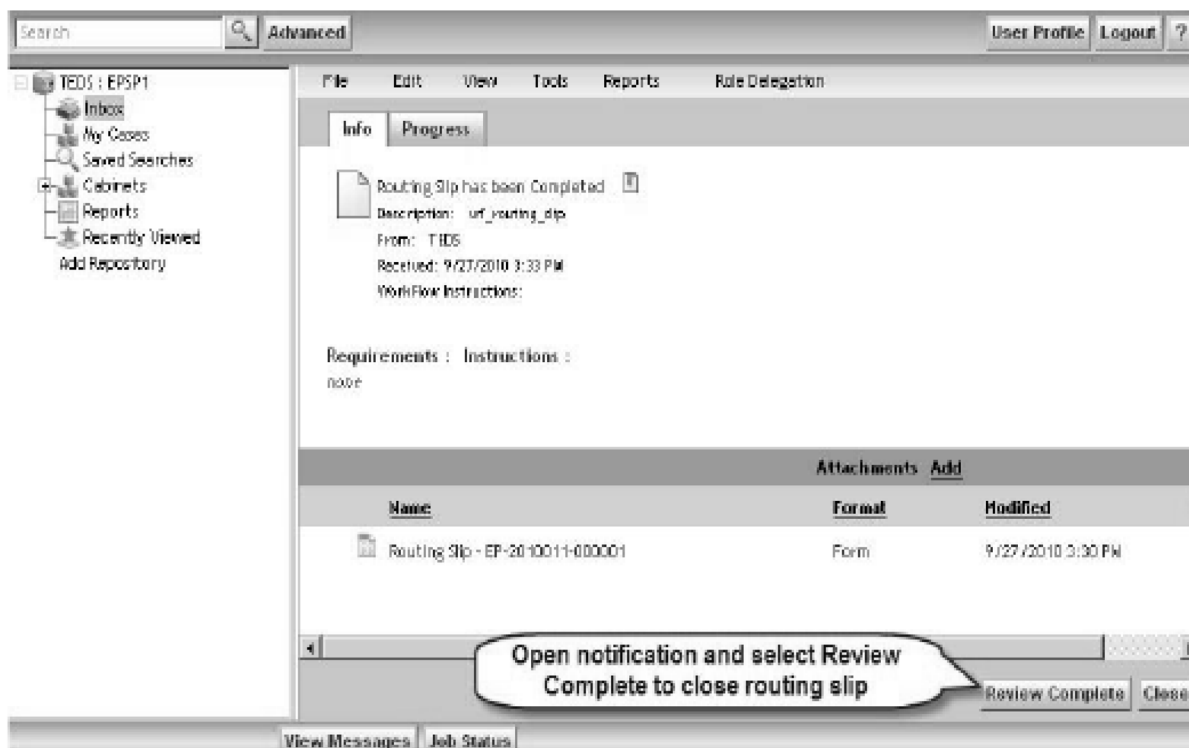 Search Advanced User Profile Logout ?
TEDS : EPSP1
Inbox
My Cases
Saved Searches
Cabinets
Reports
Recently Viewed
Add Repository
File Edit View Tools Reports Role Delegation
Info Progress
Routing Slip has been Completed
Description: urf_routing_slip
From: TEDS
Received: 9/27/2010 3:33 PM
WorkFlow Instructions:
Requirements : Instructions :
none
Attachments Add
Name Format Modified
Routing Slip - EP-2010011-000001 Form 9/27/2010 3:30 PM
Open notification and select Review
Complete to close routing slip
Review Complete Close
View Messages Job Status